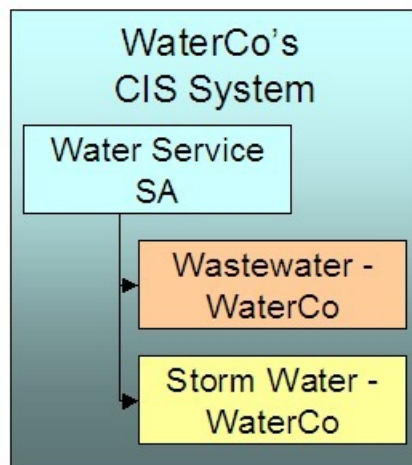 WaterCo's
CIS System
Water Service
SA
Wastewater -
WaterCo
Storm Water -
WaterCo